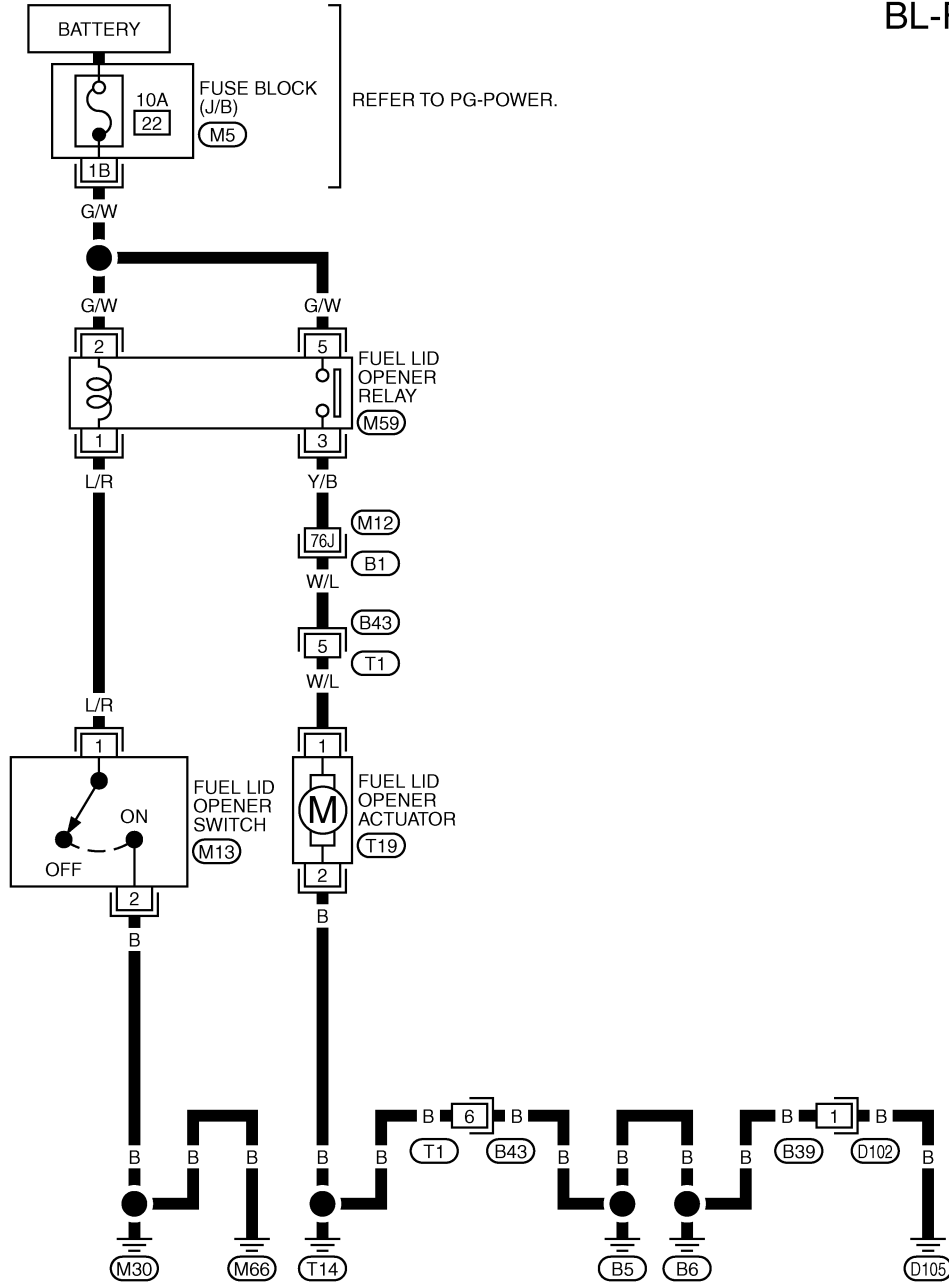 BL-F
BATTERY
10A
22
FUSE BLOCK
(J/B)
M5
REFER TO PG-POWER.
1B
G/W
G/W
G/W
2
5
FUEL LID
OPENER
RELAY
M59
1
3
L/R
Y/B
M12
76J
B1
W/L
B43
5
T1
W/L
L/R
1
1
FUEL LID
OPENER
SWITCH
M13
ON
OFF
FUEL LID
OPENER
ACTUATOR
T19
M
2
2
B
B
B
6
B
B
1
B
T1
B43
B39
D102
B
B
B
B
B
B
B
B
B
B
M30
M66
T14
B5
B6
D105